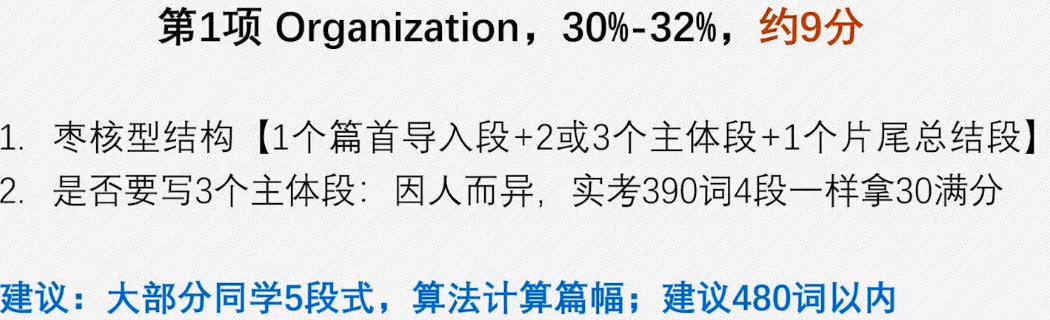 第1项 Organization，30%-32%，约9分
1. 枣核型结构【1个篇首导入段+2或3个主体段+1个片尾总结段】
2. 是否要写3个主体段：因人而异，实考390词4段一样拿30满分
建议：大部分同学5段式，算法计算篇幅；建议480词以内